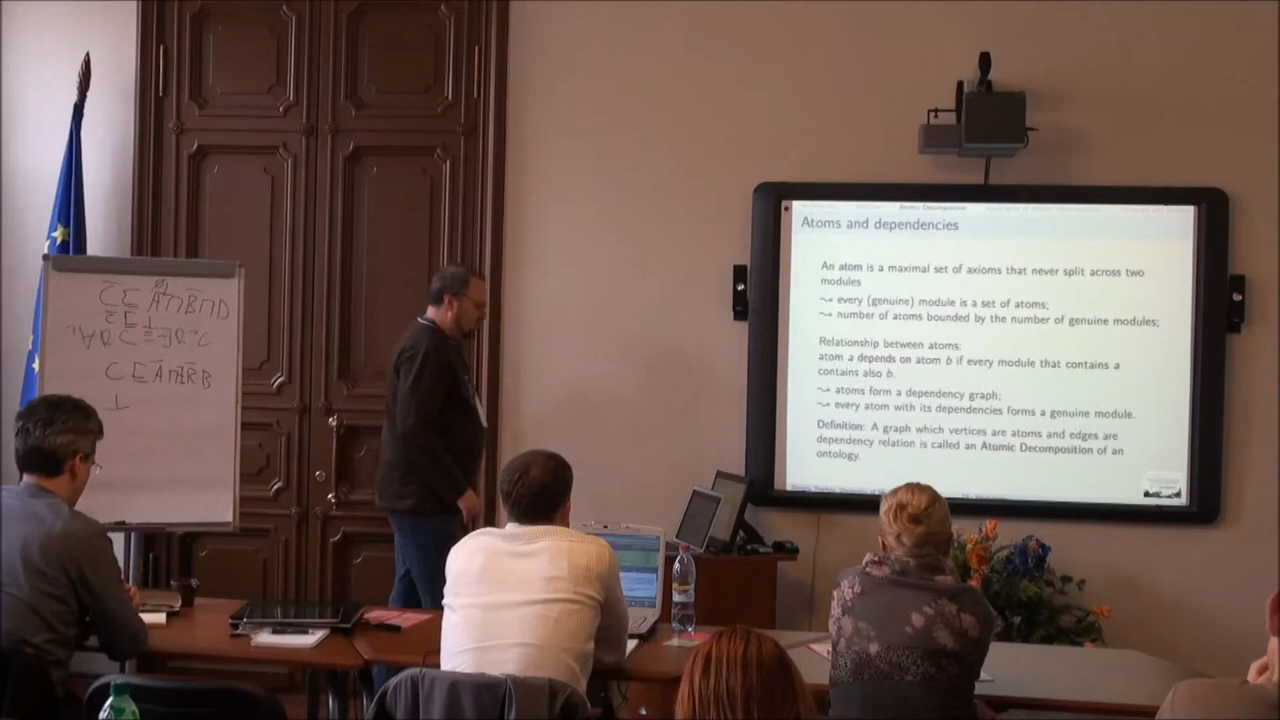 C̄ ⊑ Ā⊓B̄⊓D
C ⊑ Ā⊓∃R̄B
⊥
Atomic Decomposition
Atoms and dependencies
An atom is a maximal set of axioms that never split across two
modules
⤳ every (genuine) module is a set of atoms;
⤳ number of atoms bounded by the number of genuine modules;
Relationship between atoms:
atom a depends on atom b if every module that contains a
contains also b.
⤳ atoms form a dependency graph;
⤳ every atom with its dependencies forms a genuine module.
Definition: A graph which vertices are atoms and edges are
dependency relation is called an Atomic Decomposition of an
ontology.